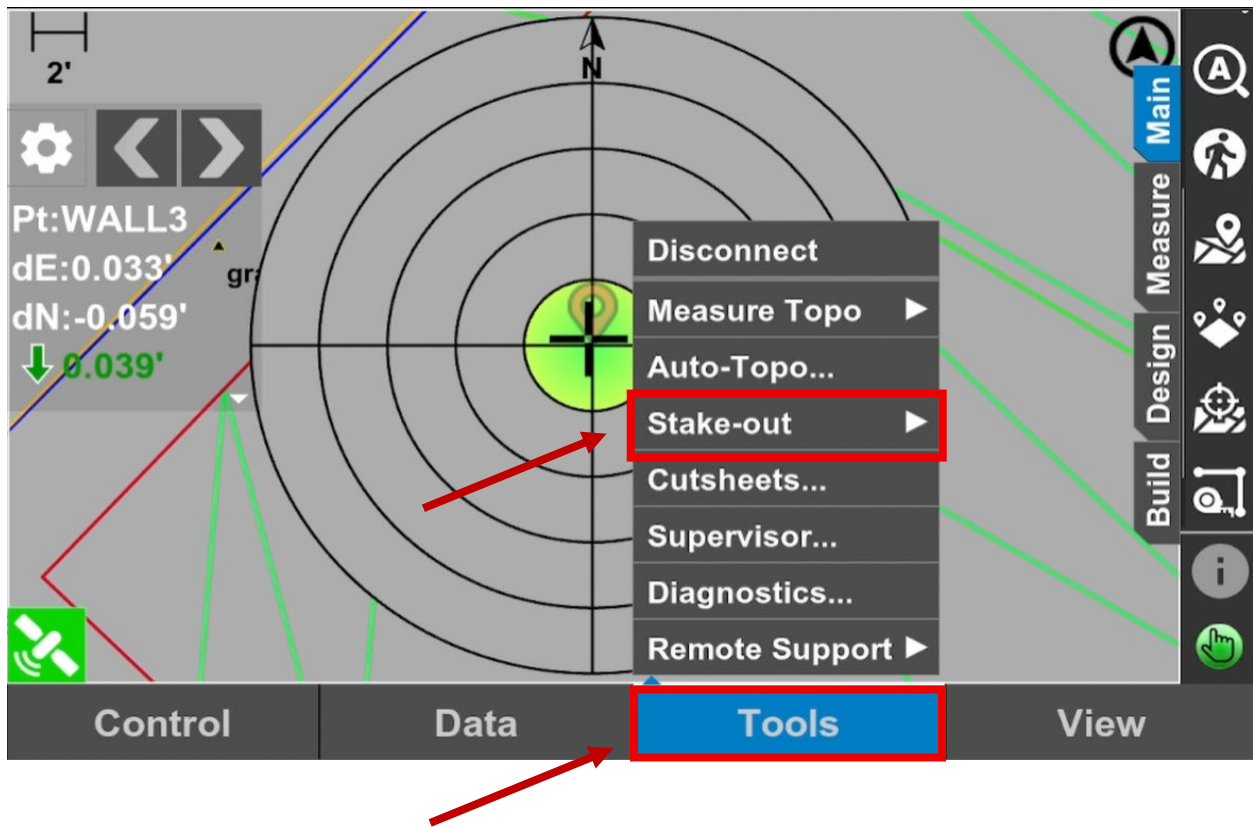 2'
N
Pt:WALL3
dE:0.033'
dN:-0.059'
0.039'
gr
Main
Measure
Design
Build
A
i
Disconnect
Measure Topo
Auto-Topo...
Stake-out
Cutsheets...
Supervisor...
Diagnostics...
Remote Support
Control
Data
Tools
View